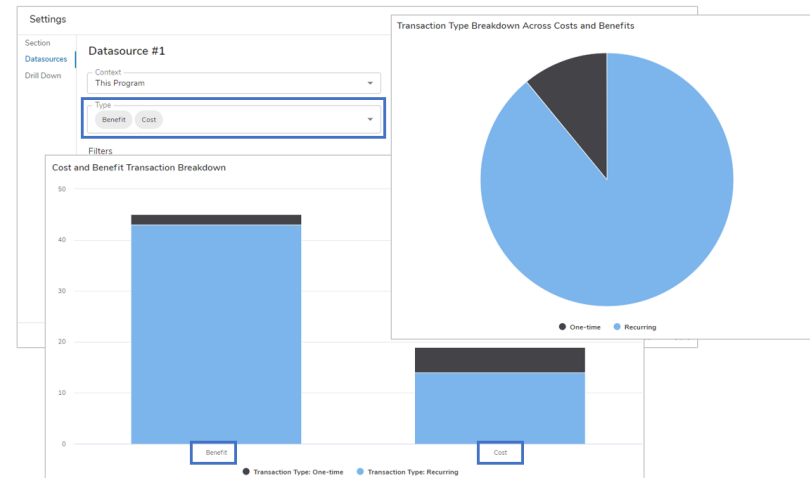 Settings
Section
Datasources
Drill Down
Datasource #1
Context
This Program
Type
Benefit Cost
Filters
Transaction Type Breakdown Across Costs and Benefits
One-time Recurring
Cost and Benefit Transaction Breakdown
50
40
30
20
10
0
Benefit Cost
Transaction Type: One-time Transaction Type: Recurring